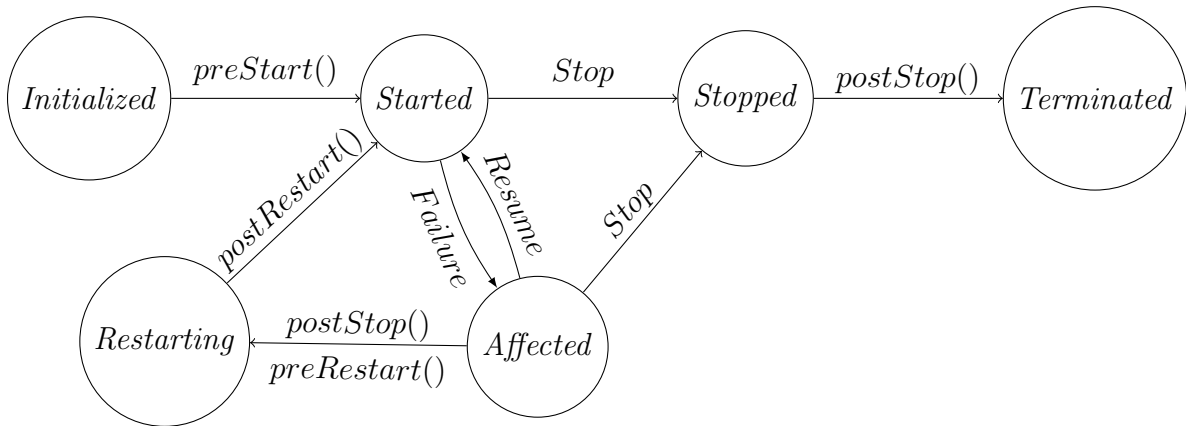 preStart()
Stop
postStop()
Initialized
Started
Stopped
Terminated
postRestart()
Failure
Resume
Stop
postStop()
Restarting
Affected
preRestart()